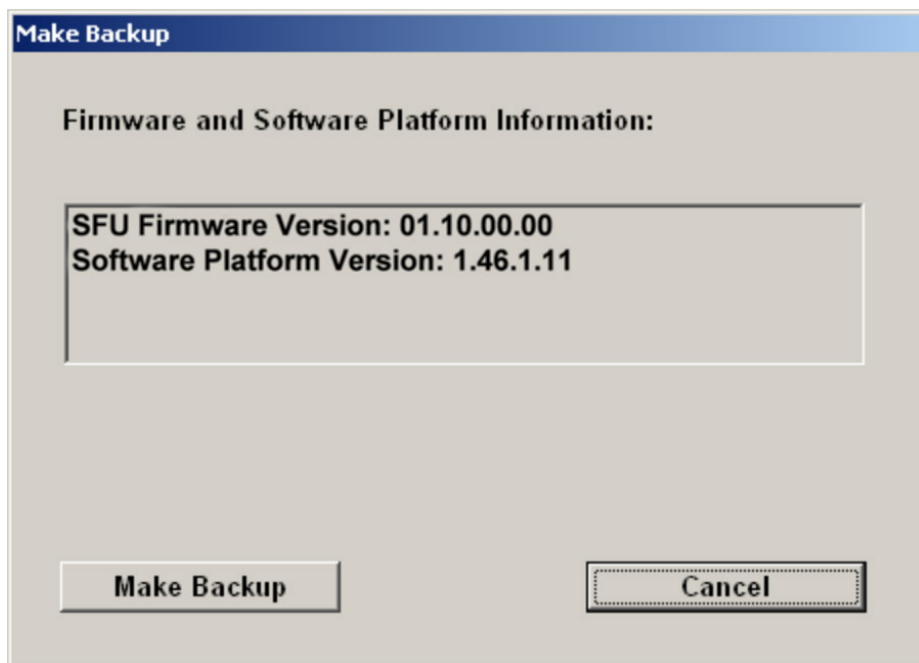 Make Backup
Firmware and Software Platform Information:
SFU Firmware Version: 01.10.00.00
Software Platform Version: 1.46.1.11
Make Backup
Cancel